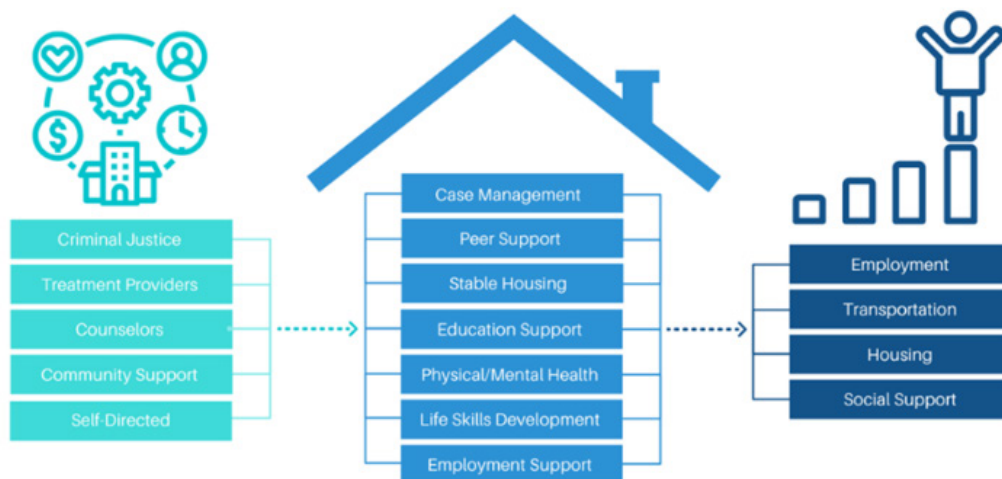 Criminal Justice
Treatment Providers
Counselors
Community Support
Self-Directed
Case Management
Peer Support
Stable Housing
Education Support
Physical/Mental Health
Life Skills Development
Employment Support
Employment
Transportation
Housing
Social Support